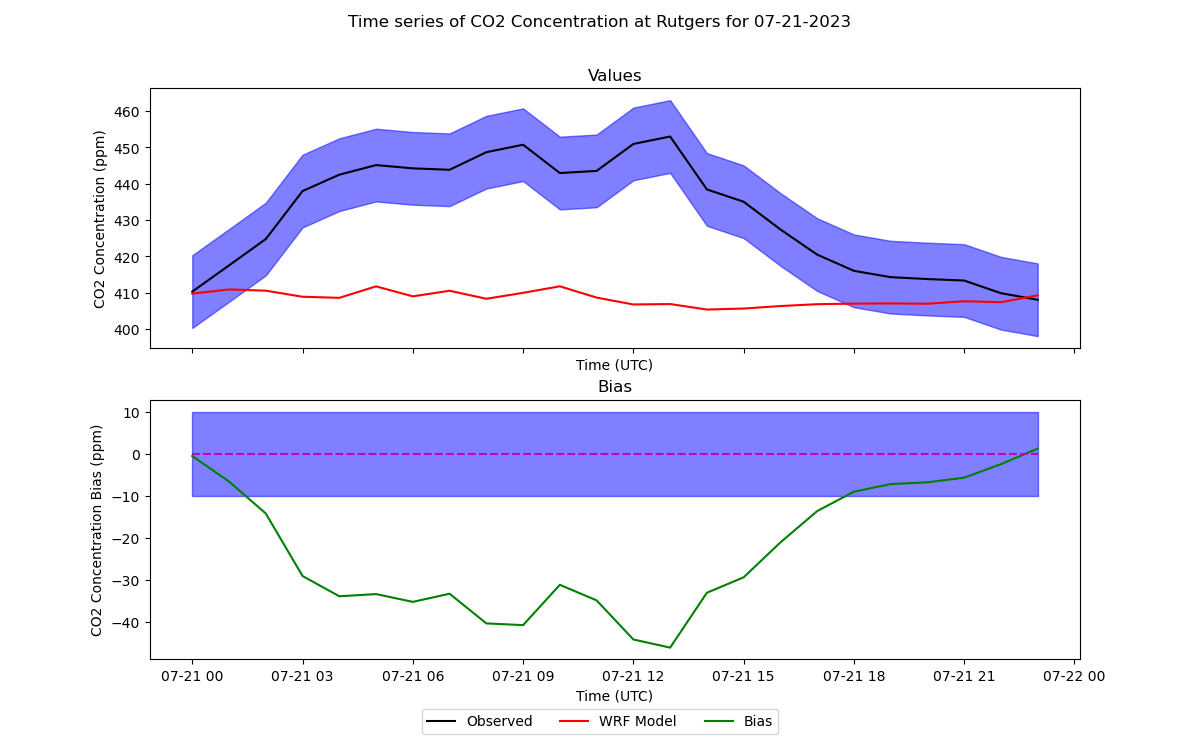 Time series of CO2 Concentration at Rutgers for 07-21-2023
Values
CO2 Concentration (ppm)
460
450
440
430
420
410
400
Time (UTC)
Bias
CO2 Concentration Bias (ppm)
10
0
−10
−20
−30
−40
07-21 00 07-21 03 07-21 06 07-21 09 07-21 12 07-21 15 07-21 18 07-21 21 07-22 00
Time (UTC)
Observed WRF Model Bias